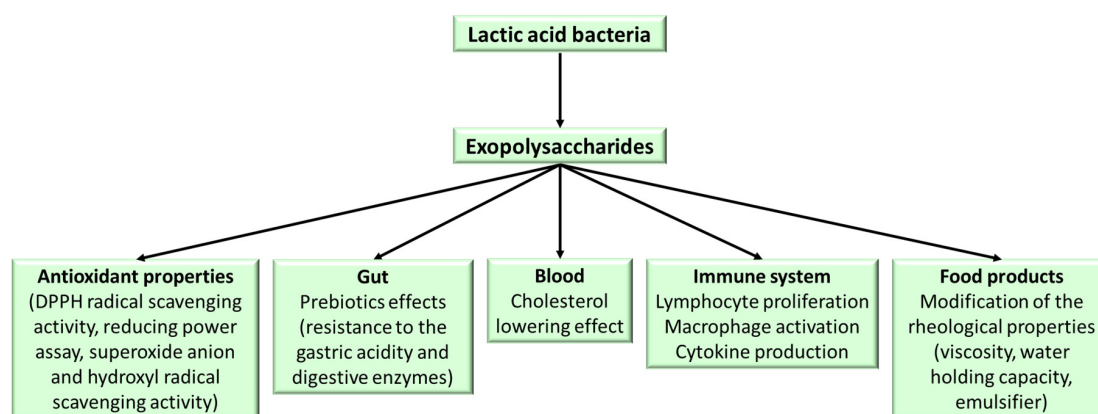 Lactic acid bacteria
Exopolysaccharides
Antioxidant properties
(DPPH radical scavenging
activity, reducing power
assay, superoxide anion
and hydroxyl radical
scavenging activity)
Gut
Prebiotics effects
(resistance to the
gastric acidity and
digestive enzymes)
Blood
Cholesterol
lowering effect
Immune system
Lymphocyte proliferation
Macrophage activation
Cytokine production
Food products
Modification of the
rheological properties
(viscosity, water
holding capacity,
emulsifier)